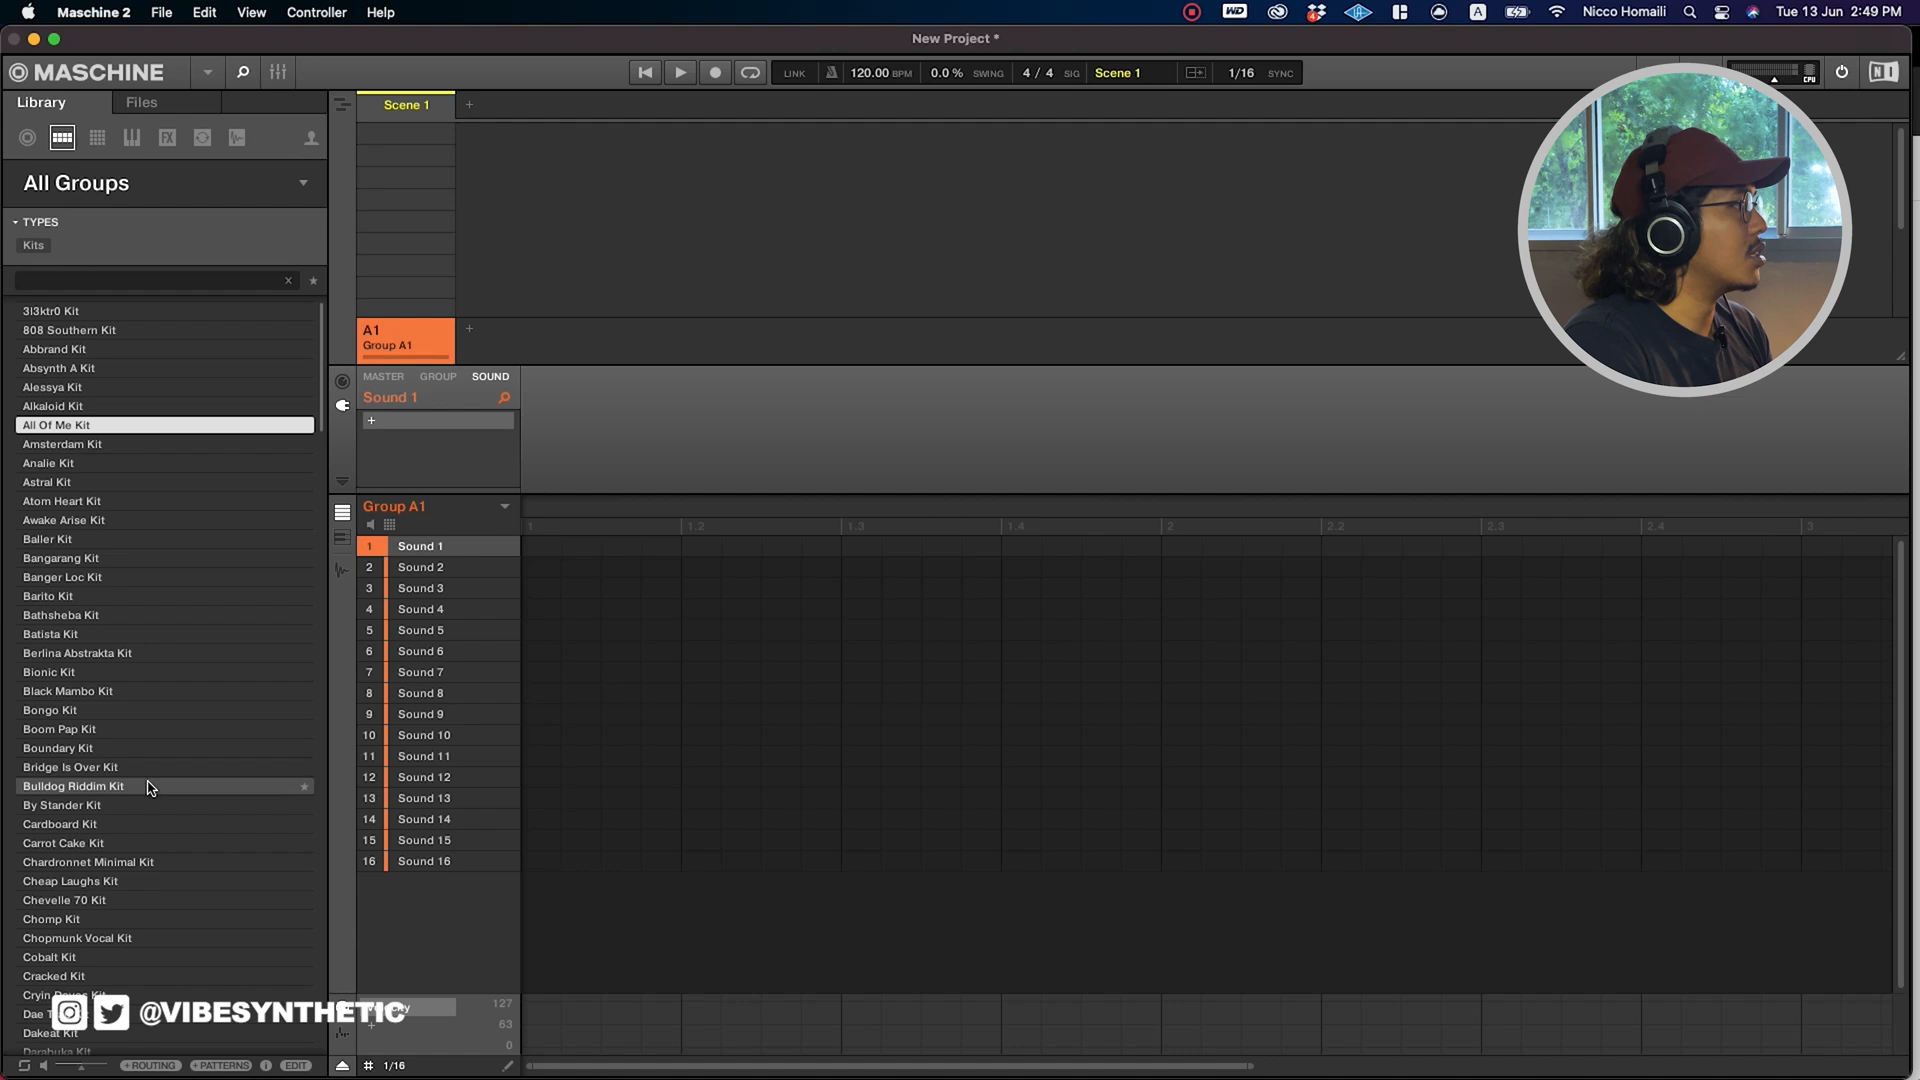 Maschine 2 File Edit View Controller Help
4 A Nicco Homaili Tue 13 Jun 2:49 PM
New Project *
MASCHINE
LINK 120.00 BPM 0.0 % SWING 4 / 4 SIG Scene 1 1/16 SYNC
CPU
Library Files
FX
All Groups
TYPES
Kits
3l3ktr0 Kit
808 Southern Kit
Abbrand Kit
Absynth A Kit
Alessya Kit
Alkaloid Kit
All Of Me Kit
Amsterdam Kit
Analie Kit
Astral Kit
Atom Heart Kit
Awake Arise Kit
Baller Kit
Bangarang Kit
Banger Loc Kit
Barito Kit
Bathsheba Kit
Batista Kit
Berlina Abstrakta Kit
Bionic Kit
Black Mambo Kit
Bongo Kit
Boom Pap Kit
Boundary Kit
Bridge Is Over Kit
Bulldog Riddim Kit
By Stander Kit
Cardboard Kit
Carrot Cake Kit
Chardronnet Minimal Kit
Cheap Laughs Kit
Chevelle 70 Kit
Chomp Kit
Chopmunk Vocal Kit
Cobalt Kit
Cracked Kit
Dakeat Kit
Darabuka Kit
@VIBESYNTHETIC
+ ROUTING + PATTERNS i EDIT
Scene 1 +
A1 +
Group A1
MASTER GROUP SOUND
Sound 1
+
Group A1
1 1.2 1.3 1.4 2 2.2 2.3 2.4 3
1 Sound 1
2 Sound 2
3 Sound 3
4 Sound 4
5 Sound 5
6 Sound 6
7 Sound 7
8 Sound 8
9 Sound 9
10 Sound 10
11 Sound 11
12 Sound 12
13 Sound 13
14 Sound 14
15 Sound 15
16 Sound 16
127
+ 63
0
1/16